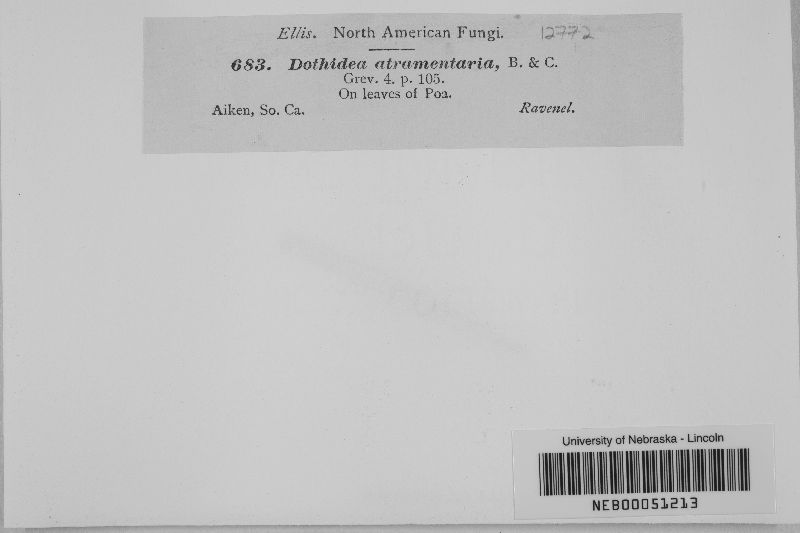 Ellis. North American Fungi. 12772
683. Dothidea atramentaria, B. & C.
Grev. 4. p. 105.
On leaves of Poa.
Aiken, So. Ca. Ravenel.
University of Nebraska - Lincoln
NEB00051213